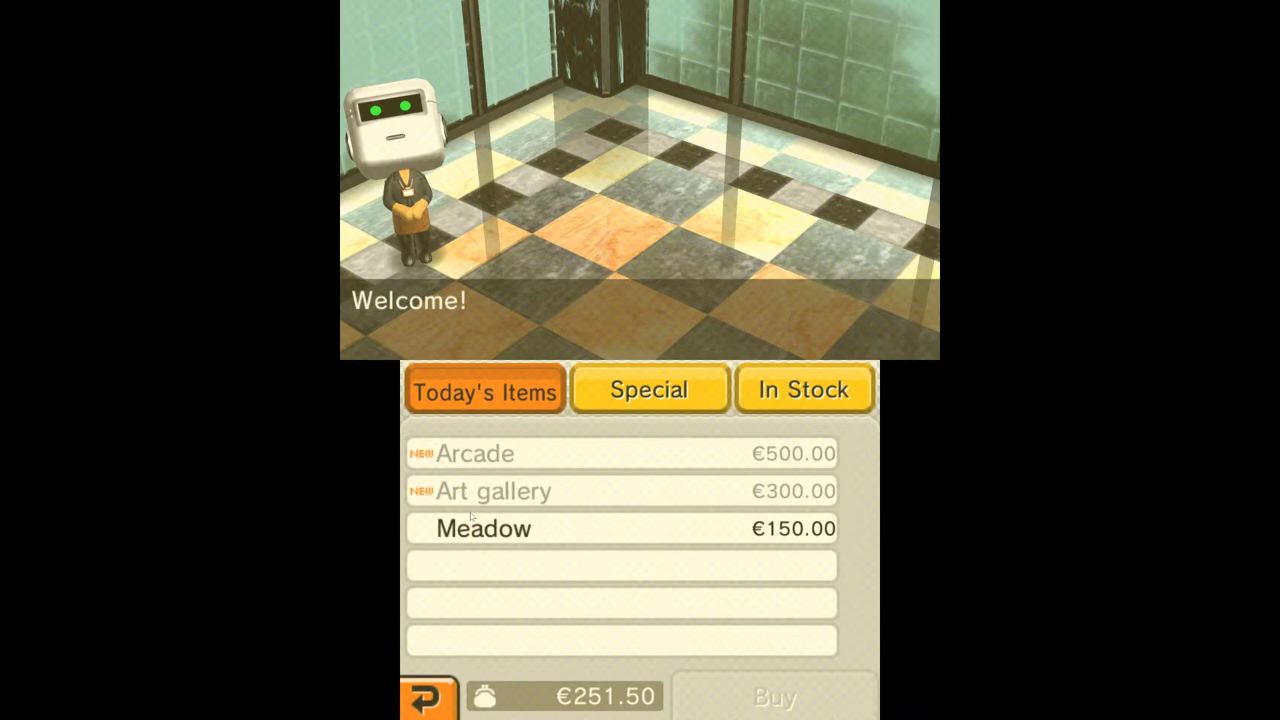 Welcome!
Today's Items Special In Stock
NEW Arcade €500.00
NEW Art gallery €300.00
Meadow €150.00
€251.50 Buy